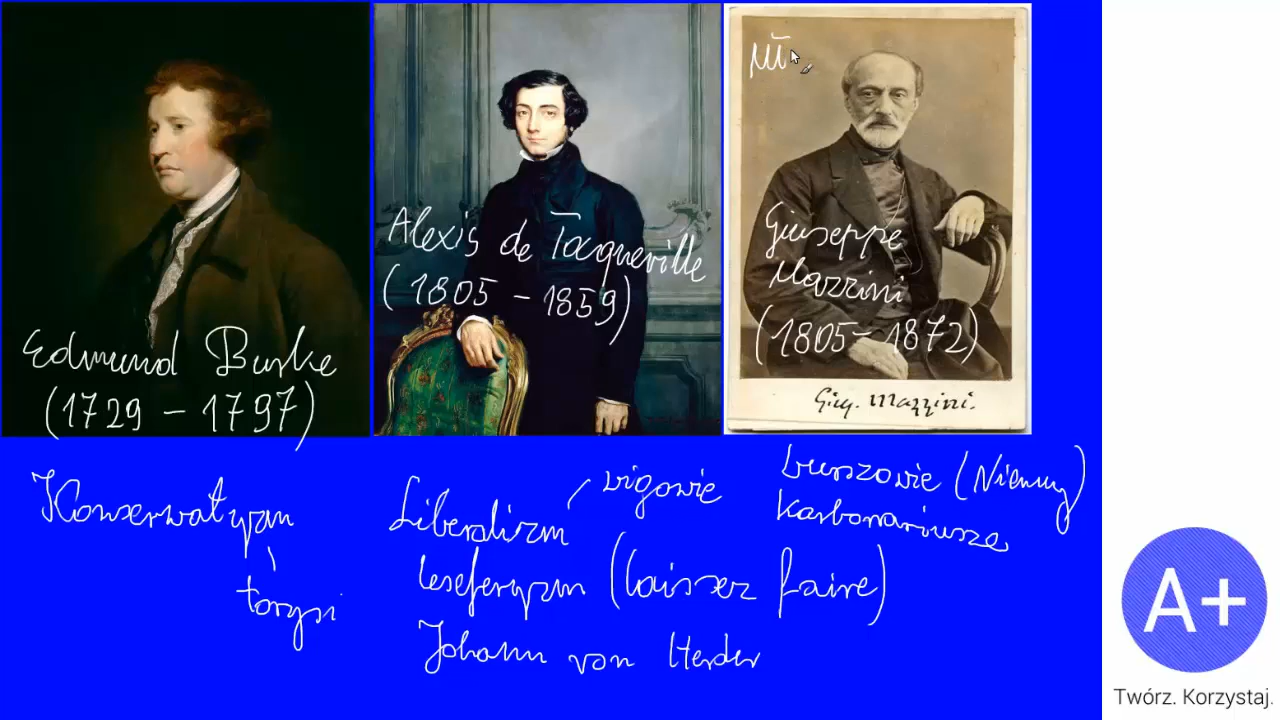 Edmund Burke
(1729 – 1797)
Konserwatyzm
torysi
Alexis de Tocqueville
(1805 – 1859)
Liberalizm
wigowie
leseferyzm (laissez faire)
Johann von Herder
Giuseppe
Mazzini
(1805 – 1872)
Giu. Mazzini.
burszowie (Niemcy)
karbonariusze
A+
Twórz. Korzystaj.